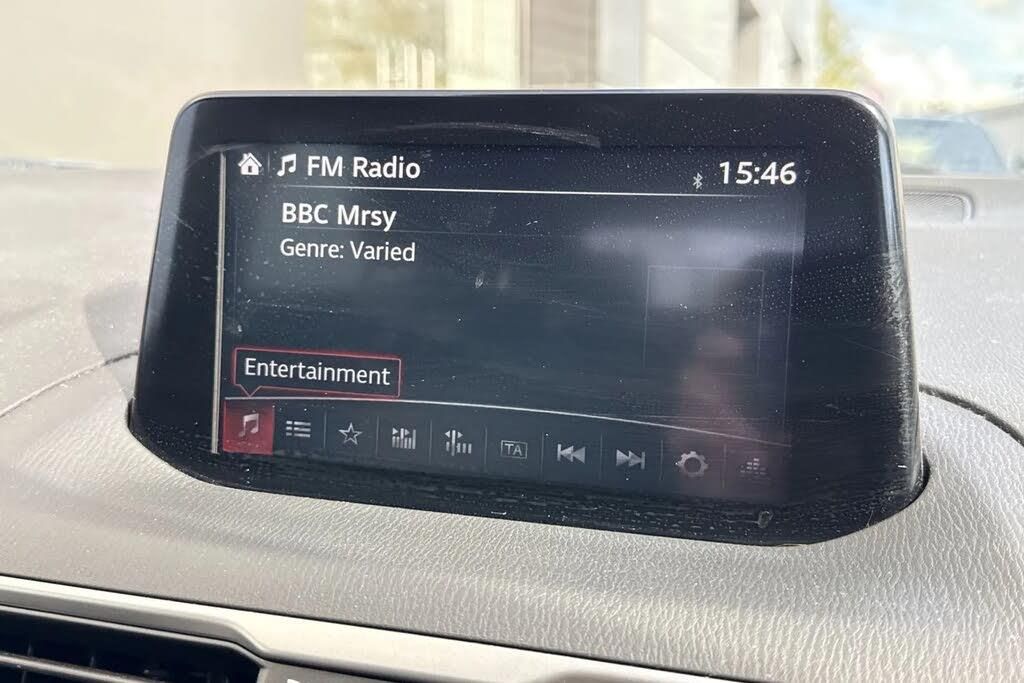 FM Radio
15:46
BBC Mrsy
Genre: Varied
Entertainment
TA